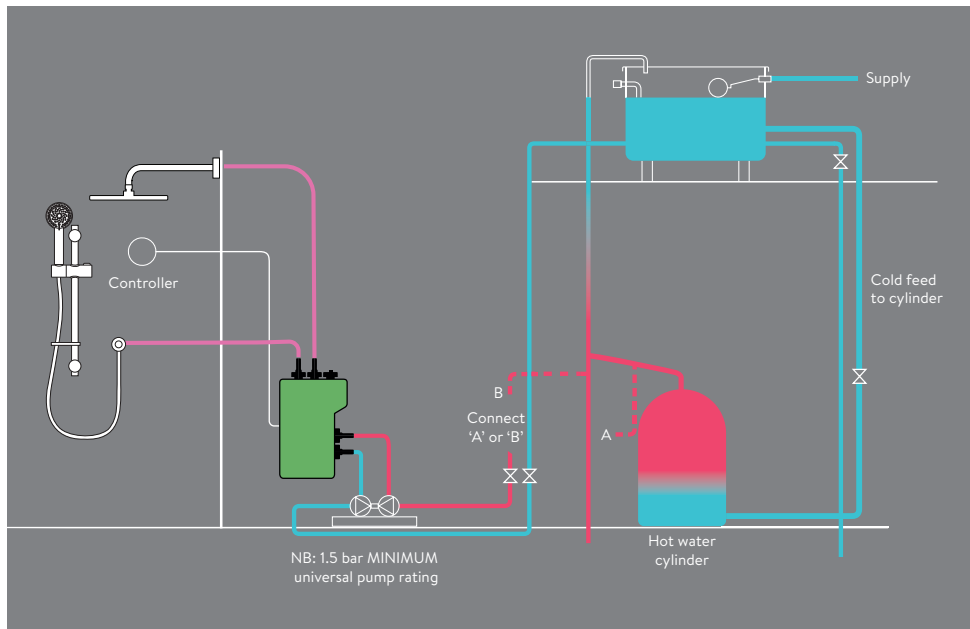 Supply
Controller
Cold feed
to cylinder
B
Connect
‘A’ or ‘B’
A
Hot water
cylinder
NB: 1.5 bar MINIMUM
universal pump rating